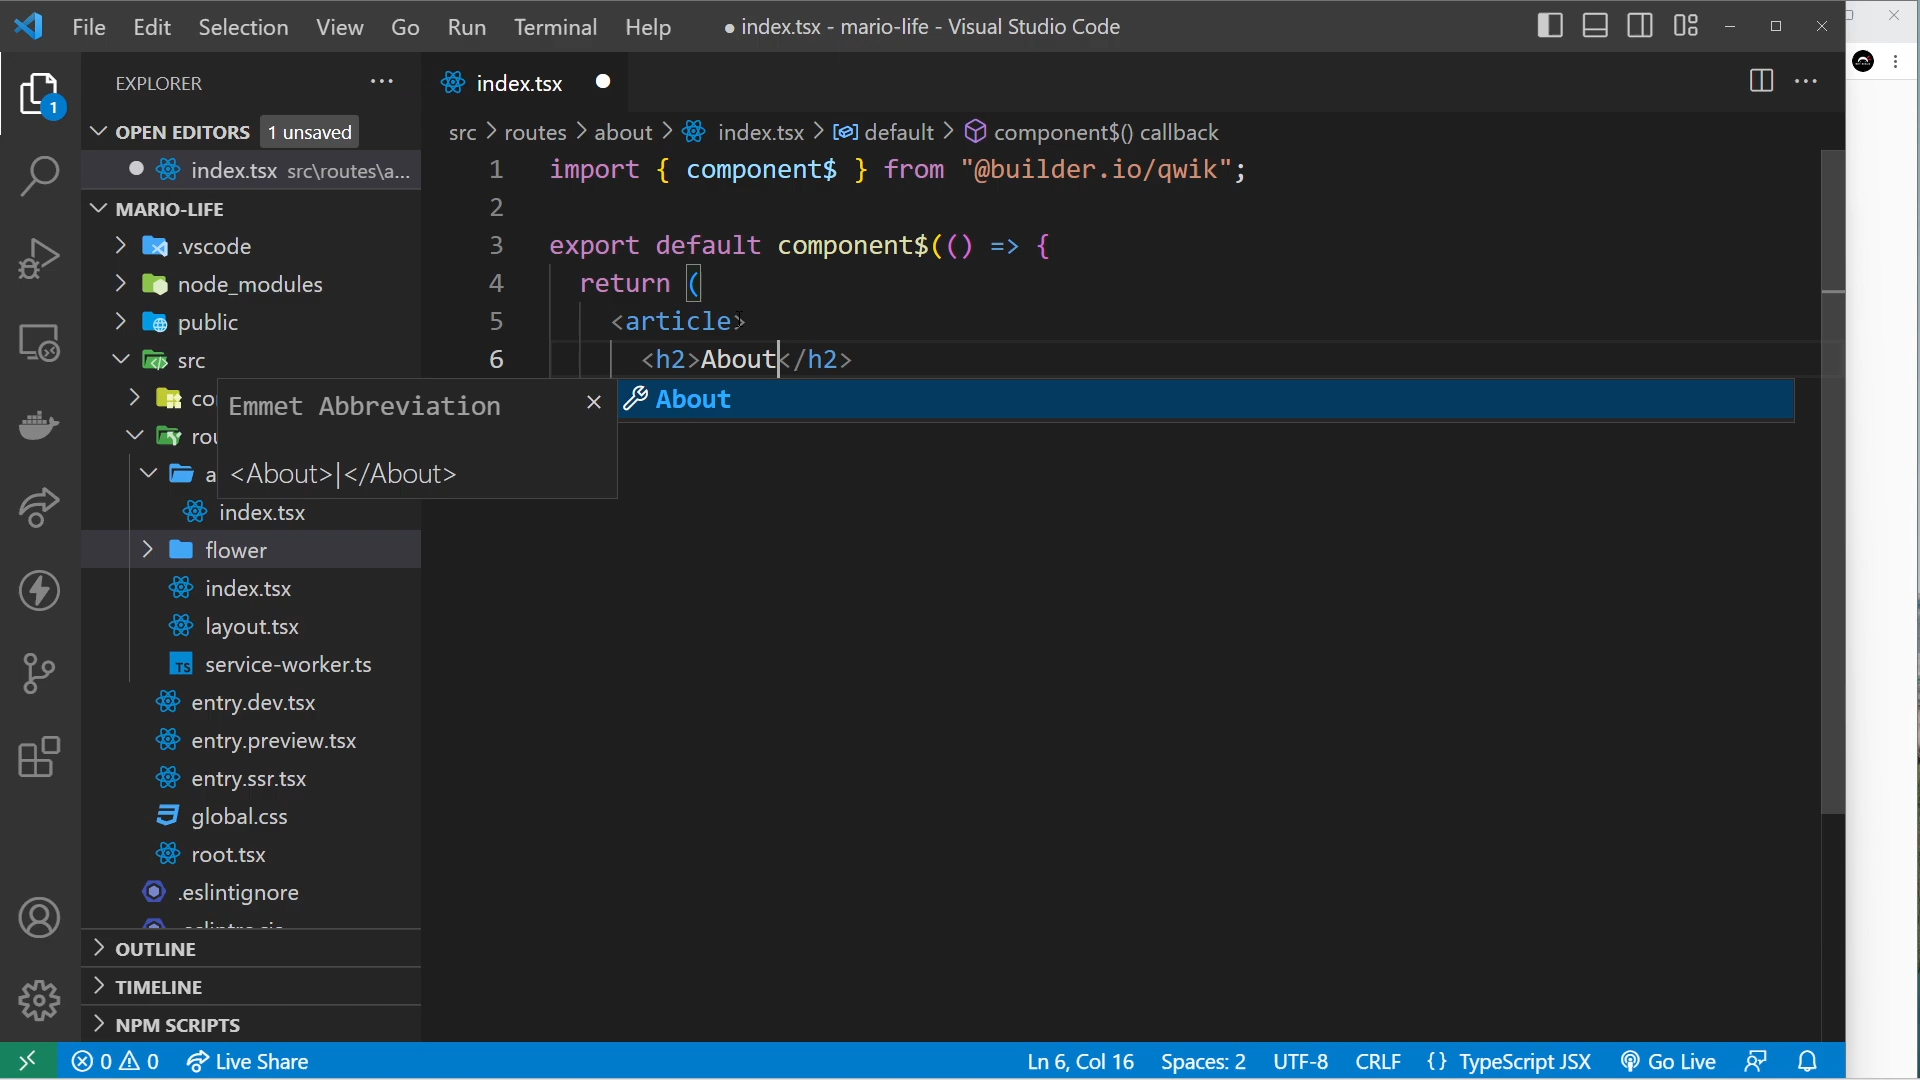 File Edit Selection View Go Run Terminal Help
● index.tsx - mario-life - Visual Studio Code
EXPLORER
1
OPEN EDITORS 1 unsaved
index.tsx src\routes\a...
MARIO-LIFE
.vscode
node_modules
public
src
co
rou
a
index.tsx
flower
index.tsx
layout.tsx
TS service-worker.ts
entry.dev.tsx
entry.preview.tsx
entry.ssr.tsx
global.css
root.tsx
.eslintignore
OUTLINE
TIMELINE
NPM SCRIPTS
index.tsx
src > routes > about > index.tsx > default > component$() callback
1 import { component$ } from "@builder.io/qwik";
2
3 export default component$(() => {
4 return (
5 <article>
6 <h2>About</h2>
About
Emmet Abbreviation
<About>|</About>
0 0 Live Share
Ln 6, Col 16 Spaces: 2 UTF-8 CRLF {} TypeScript JSX Go Live